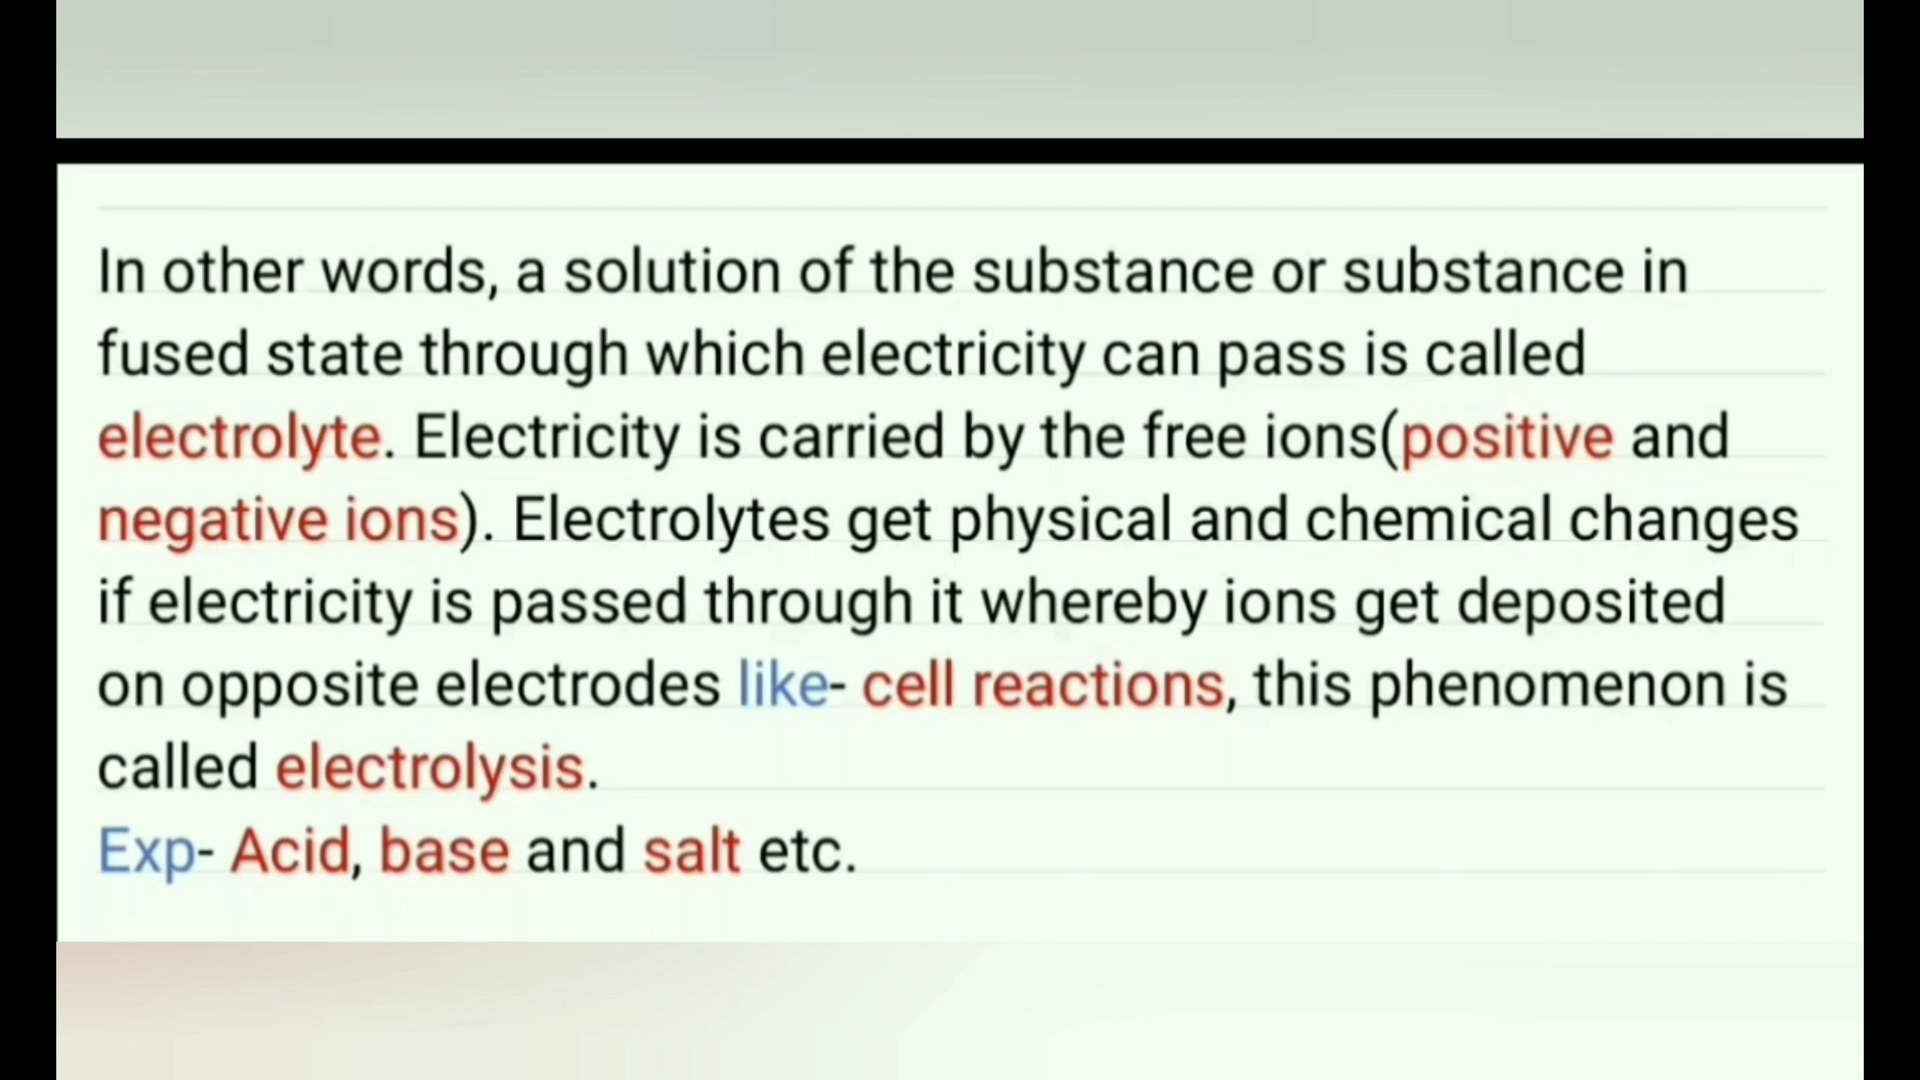 In other words, a solution of the substance or substance in
fused state through which electricity can pass is called
electrolyte. Electricity is carried by the free ions(positive and
negative ions). Electrolytes get physical and chemical changes
if electricity is passed through it whereby ions get deposited
on opposite electrodes like- cell reactions, this phenomenon is
called electrolysis.
Exp- Acid, base and salt etc.